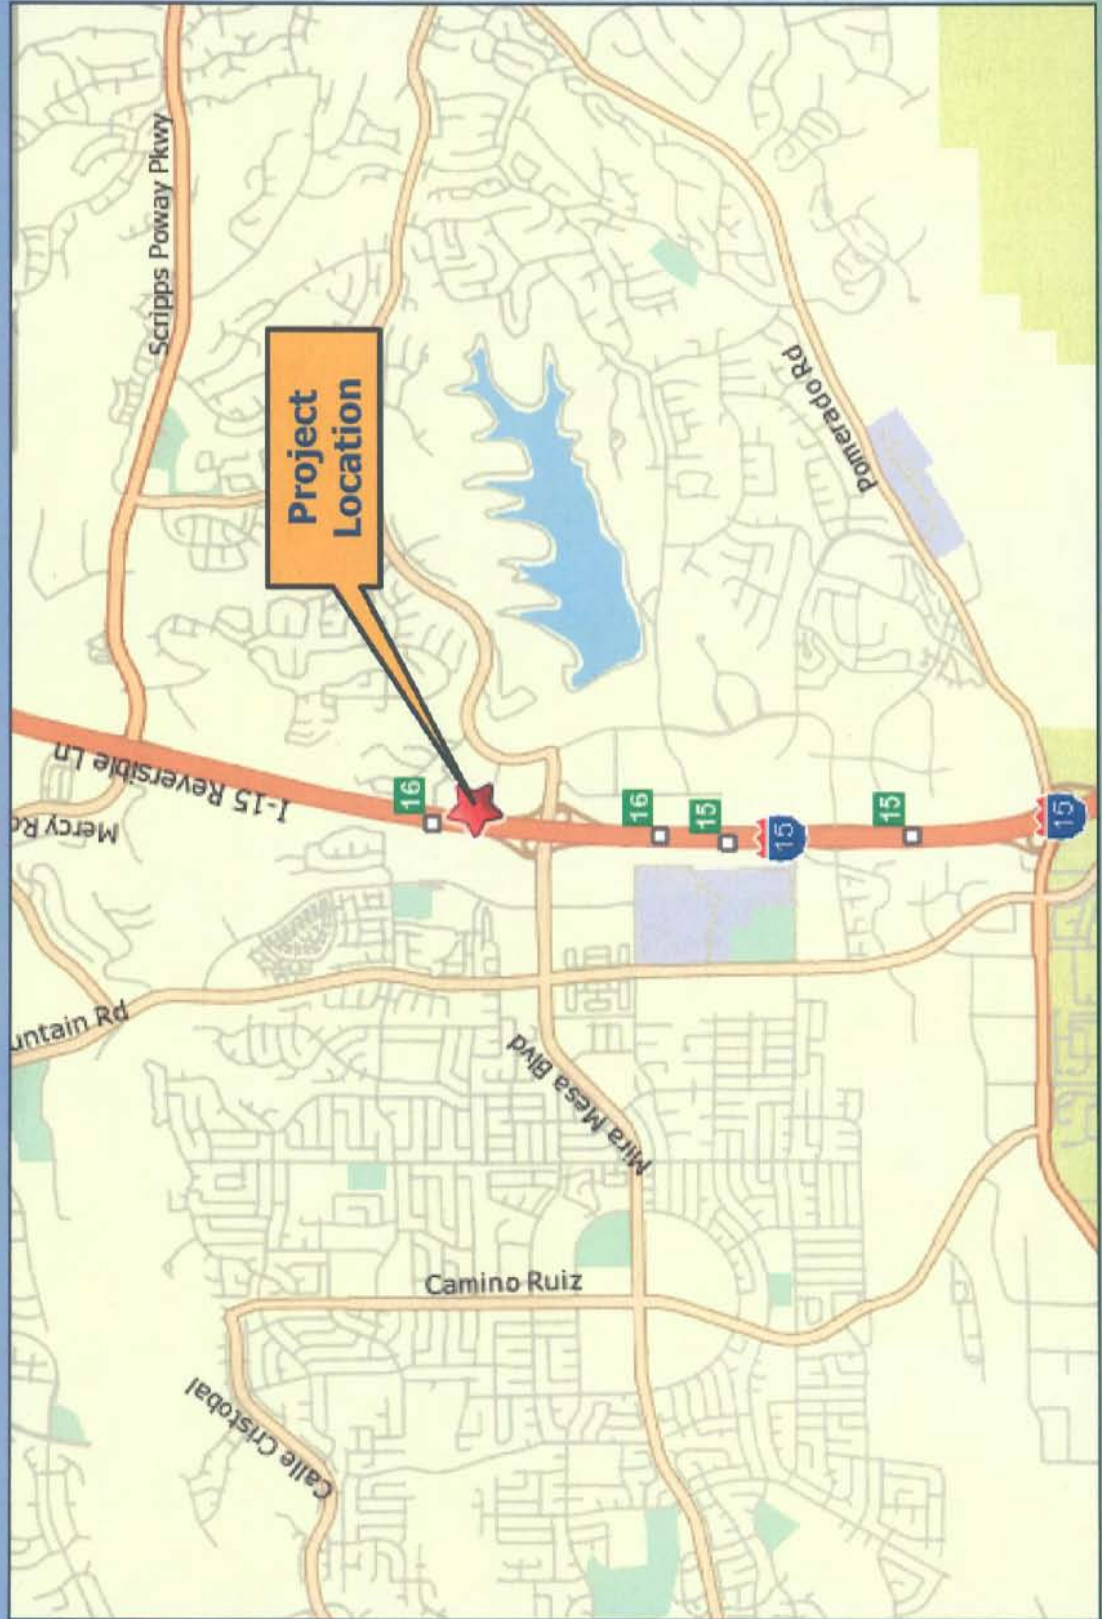 Scripps Poway Pkwy
Project
Location
I-15 Reversible Ln
Mercy Rd
untain Rd
Pomerado Rd
16
16
15
15
15
15
Mira Mesa Blvd
Camino Ruiz
Calle Cristobal